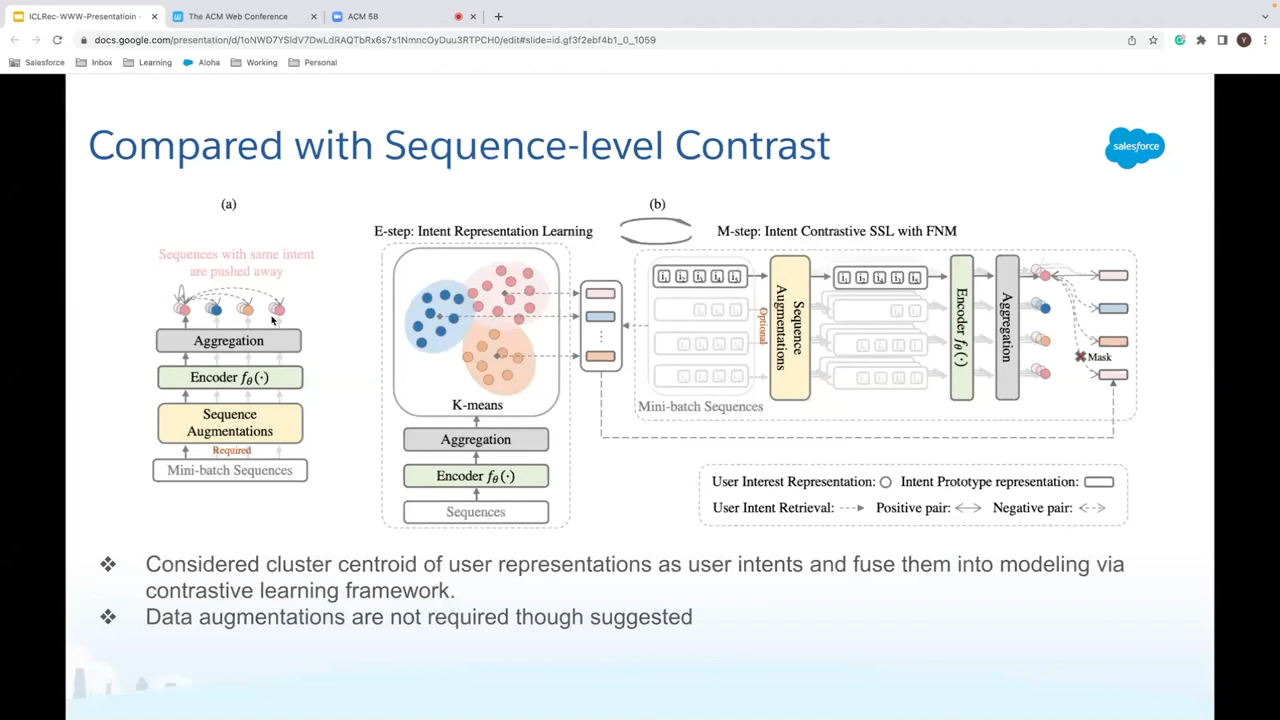 ICLRec-WWW-Presentatioin -
The ACM Web Conference
ACM 58
docs.google.com/presentation/d/1oNWD7YSldV7DwLdRAQTbRx6s7s1NmncOyDuu3RTPCH0/edit#slide=id.gf3f2ebf4b1_0_1059
Y
Salesforce
Inbox
Learning
Aloha
Working
Personal
Compared with Sequence-level Contrast
salesforce
(a)
Sequences with same intent
are pushed away
Aggregation
Encoder fθ(·)
Sequence
Augmentations
Required
Mini-batch Sequences
(b)
E-step: Intent Representation Learning
K-means
Aggregation
Encoder fθ(·)
Sequences
M-step: Intent Contrastive SSL with FNM
Optional
Sequence
Augmentations
Encoder fθ(·)
Aggregation
Mask
Mini-batch Sequences
User Interest Representation:
Intent Prototype representation:
User Intent Retrieval:
Positive pair:
Negative pair:
❖ Considered cluster centroid of user representations as user intents and fuse them into modeling via
contrastive learning framework.
❖ Data augmentations are not required though suggested